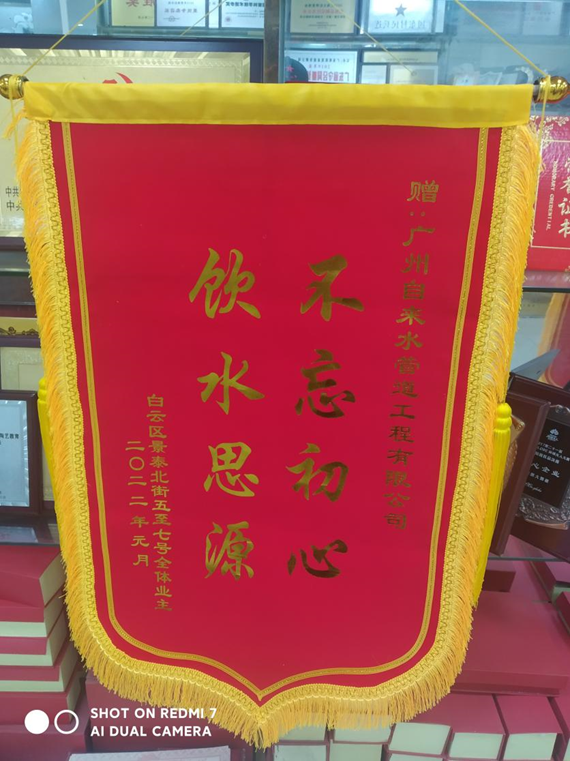 赠:广州自来水管道工程有限公司
不忘初心
饮水思源
白云区景泰北街五至七号全体业主
二〇二二年元月
HONORARY CREDENTIAL
SHOT ON REDMI 7
AI DUAL CAMERA